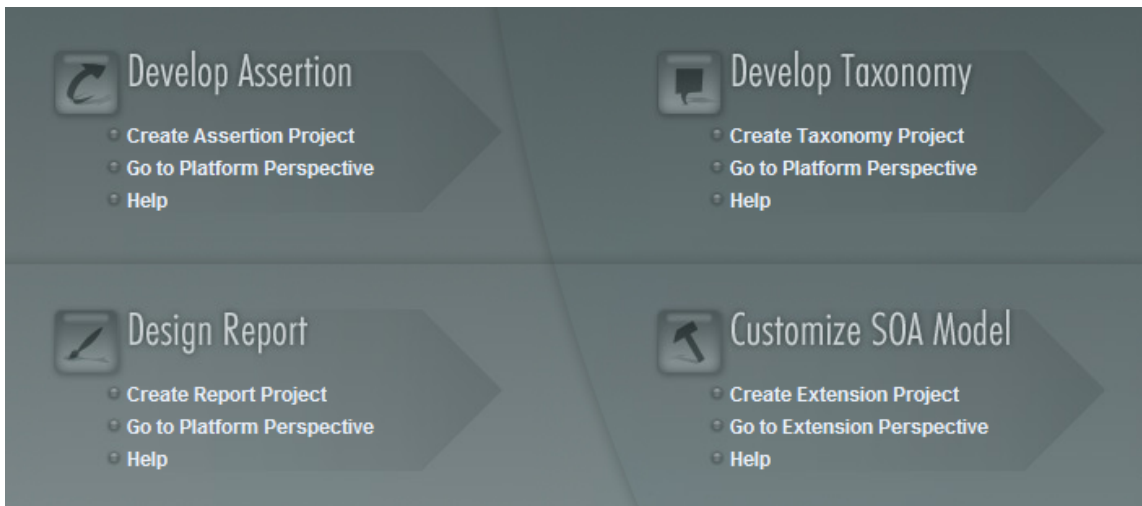 Develop Assertion
Create Assertion Project
Go to Platform Perspective
Help
Develop Taxonomy
Create Taxonomy Project
Go to Platform Perspective
Help
Design Report
Create Report Project
Go to Platform Perspective
Help
Customize SOA Model
Create Extension Project
Go to Extension Perspective
Help